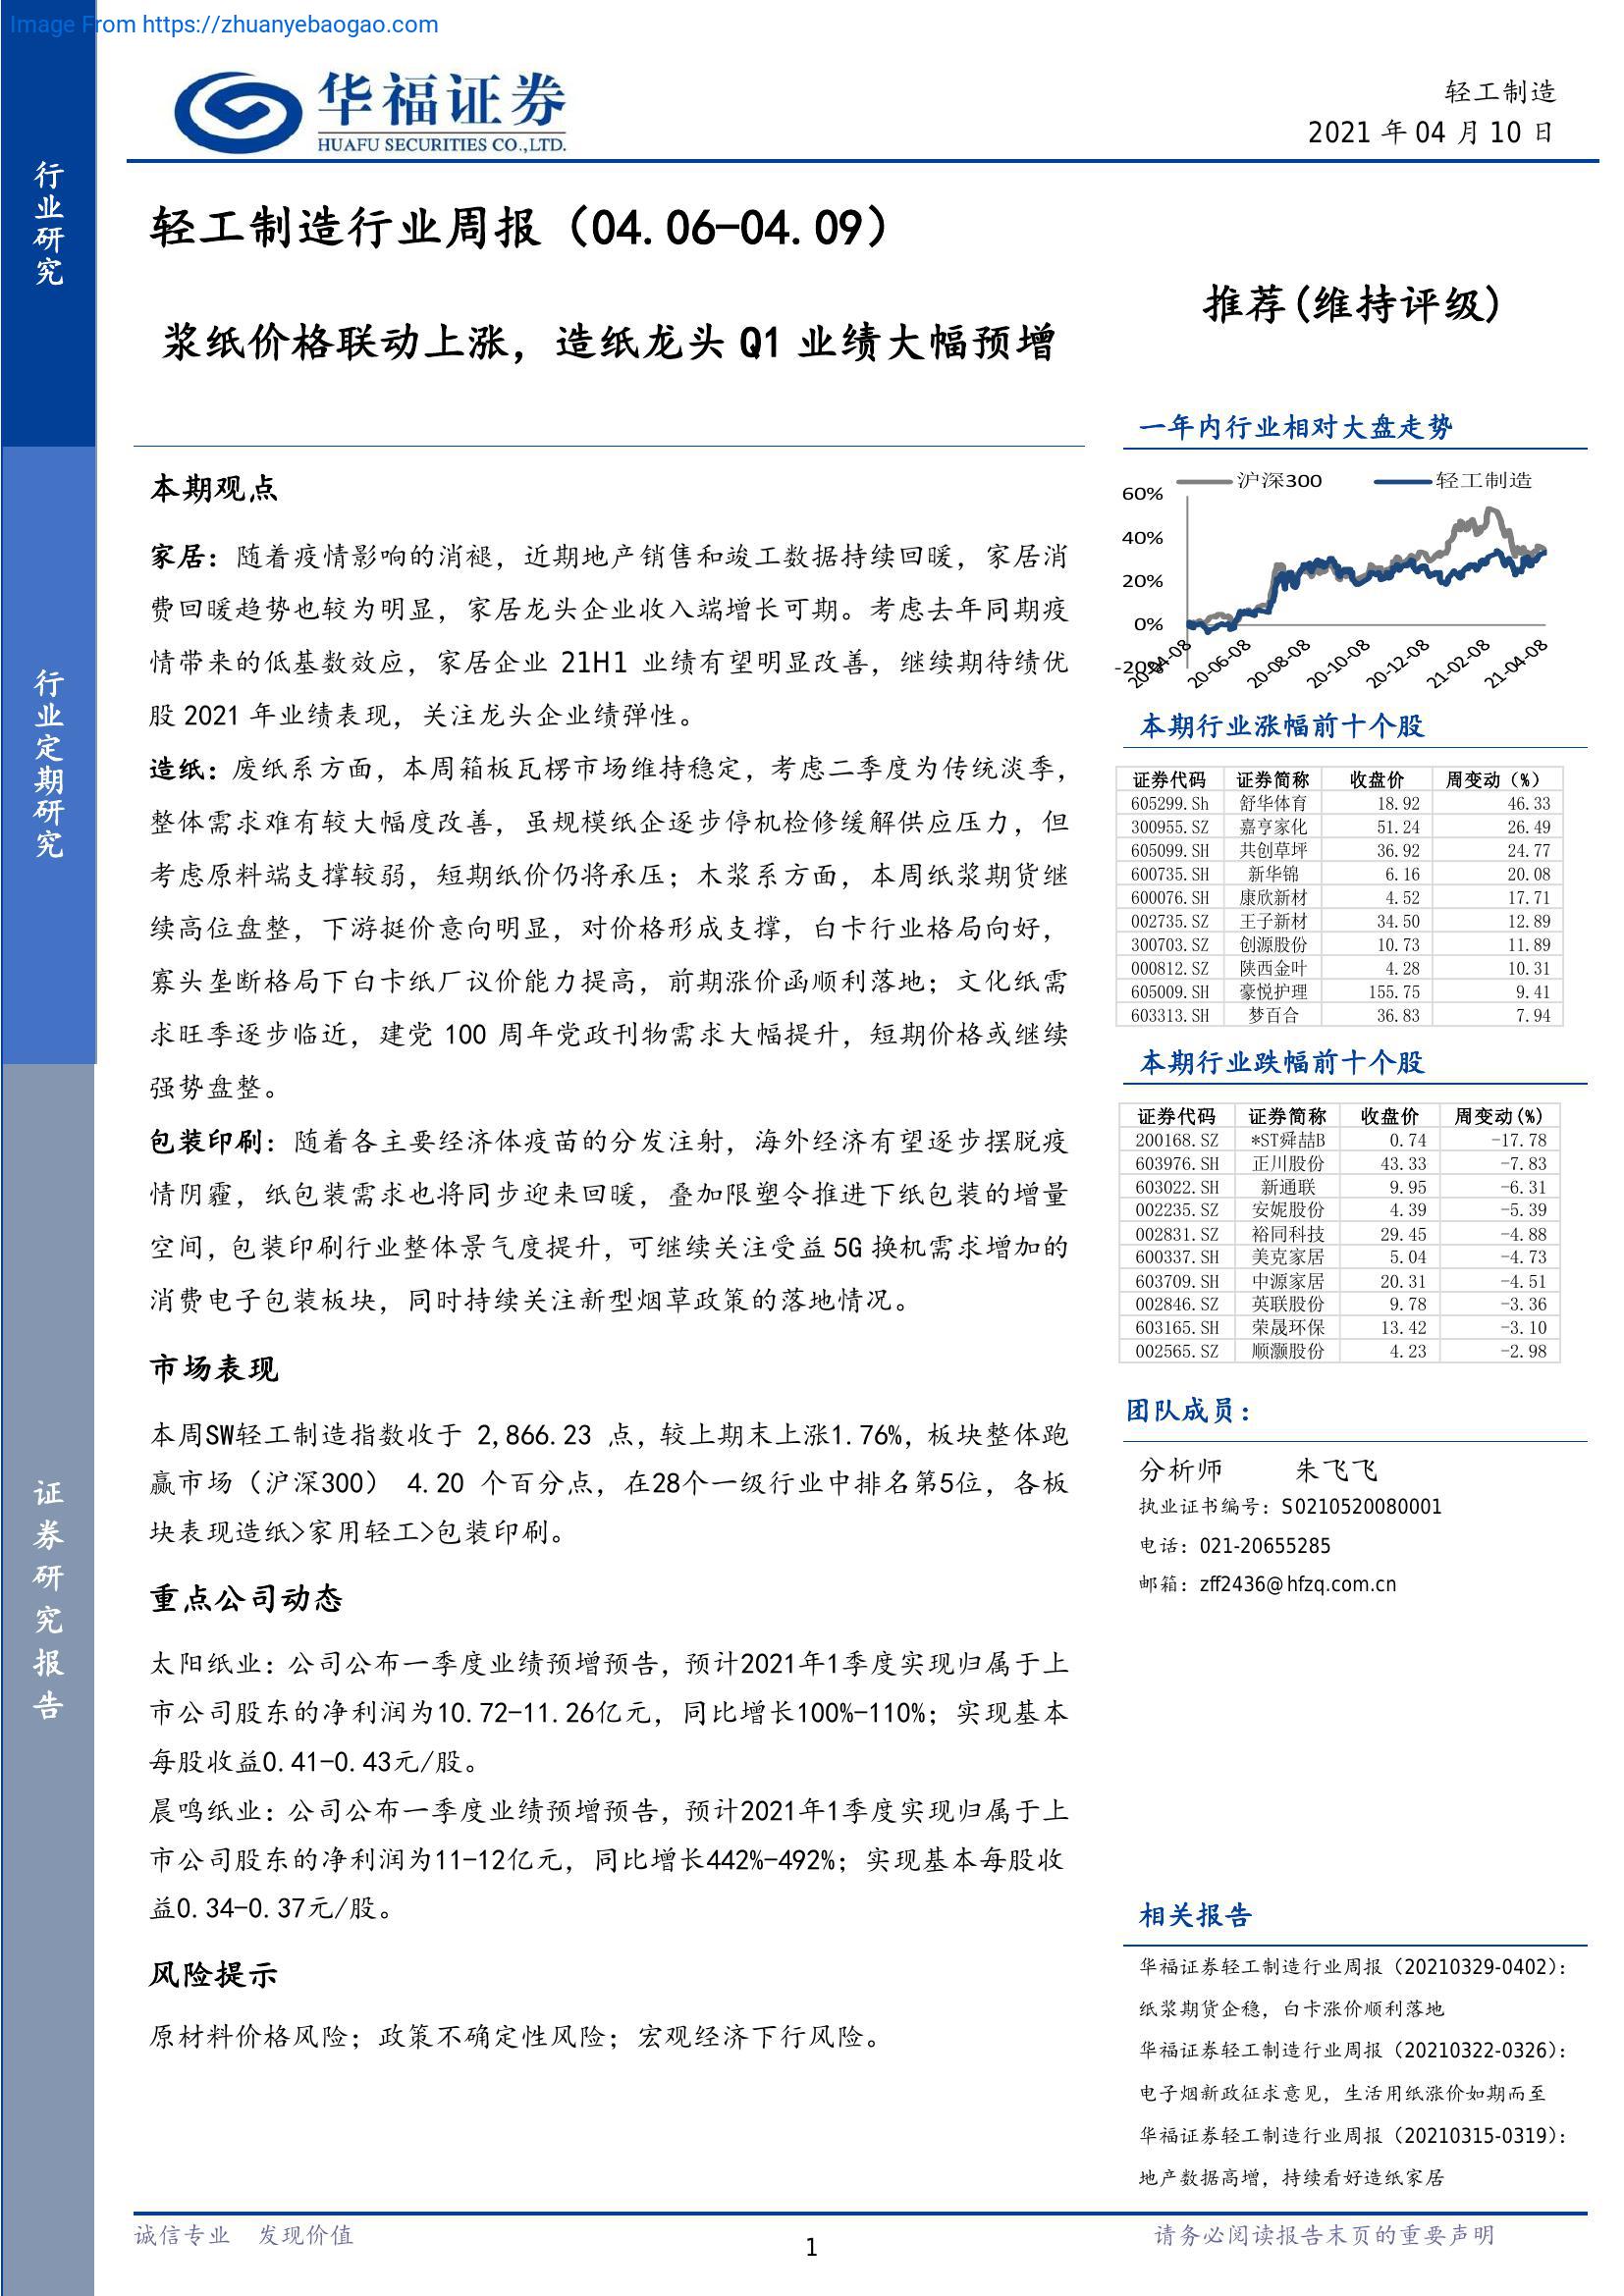 Image From https://zhuanyebaogao.com
华福证券
HUAFU SECURITIES CO.,LTD.
轻工制造
2021 年 04 月 10 日
行业研究
行业定期研究
证券研究报告
轻工制造行业周报（04.06-04.09）
浆纸价格联动上涨，造纸龙头 Q1 业绩大幅预增
推荐(维持评级)
本期观点
家居：随着疫情影响的消褪，近期地产销售和竣工数据持续回暖，家居消
费回暖趋势也较为明显，家居龙头企业收入端增长可期。考虑去年同期疫
情带来的低基数效应，家居企业 21H1 业绩有望明显改善，继续期待绩优
股 2021 年业绩表现，关注龙头企业绩弹性。
造纸：废纸系方面，本周箱板瓦楞市场维持稳定，考虑二季度为传统淡季，
整体需求难有较大幅度改善，虽规模纸企逐步停机检修缓解供应压力，但
考虑原料端支撑较弱，短期纸价仍将承压；木浆系方面，本周纸浆期货继
续高位盘整，下游挺价意向明显，对价格形成支撑，白卡行业格局向好，
寡头垄断格局下白卡纸厂议价能力提高，前期涨价函顺利落地；文化纸需
求旺季逐步临近，建党 100 周年党政刊物需求大幅提升，短期价格或继续
强势盘整。
包装印刷：随着各主要经济体疫苗的分发注射，海外经济有望逐步摆脱疫
情阴霾，纸包装需求也将同步迎来回暖，叠加限塑令推进下纸包装的增量
空间，包装印刷行业整体景气度提升，可继续关注受益 5G 换机需求增加的
消费电子包装板块，同时持续关注新型烟草政策的落地情况。
市场表现
本周SW轻工制造指数收于 2,866.23 点，较上期末上涨1.76%，板块整体跑
赢市场（沪深300） 4.20 个百分点，在28个一级行业中排名第5位，各板
块表现造纸>家用轻工>包装印刷。
重点公司动态
太阳纸业：公司公布一季度业绩预增预告，预计2021年1季度实现归属于上
市公司股东的净利润为10.72-11.26亿元，同比增长100%-110%；实现基本
每股收益0.41-0.43元/股。
晨鸣纸业：公司公布一季度业绩预增预告，预计2021年1季度实现归属于上
市公司股东的净利润为11-12亿元，同比增长442%-492%；实现基本每股收
益0.34-0.37元/股。
风险提示
原材料价格风险；政策不确定性风险；宏观经济下行风险。
一年内行业相对大盘走势
沪深300 轻工制造
60%
40%
20%
0%
-20%
20-04-08 20-06-08 20-08-08 20-10-08 20-12-08 21-02-08 21-04-08
本期行业涨幅前十个股
证券代码 证券简称 收盘价 周变动（%）
605299.Sh 舒华体育 18.92 46.33
300955.SZ 嘉亨家化 51.24 26.49
605099.SH 共创草坪 36.92 24.77
600735.SH 新华锦 6.16 20.08
600076.SH 康欣新材 4.52 17.71
002735.SZ 王子新材 34.50 12.89
300703.SZ 创源股份 10.73 11.89
000812.SZ 陕西金叶 4.28 10.31
605009.SH 豪悦护理 155.75 9.41
603313.SH 梦百合 36.83 7.94
本期行业跌幅前十个股
证券代码 证券简称 收盘价 周变动(%)
200168.SZ *ST舜喆B 0.74 -17.78
603976.SH 正川股份 43.33 -7.83
603022.SH 新通联 9.95 -6.31
002235.SZ 安妮股份 4.39 -5.39
002831.SZ 裕同科技 29.45 -4.88
600337.SH 美克家居 5.04 -4.73
603709.SH 中源家居 20.31 -4.51
002846.SZ 英联股份 9.78 -3.36
603165.SH 荣晟环保 13.42 -3.10
002565.SZ 顺灏股份 4.23 -2.98
团队成员：
分析师 朱飞飞
执业证书编号：S0210520080001
电话：021-20655285
邮箱：zff2436@hfzq.com.cn
相关报告
华福证券轻工制造行业周报（20210329-0402）：
纸浆期货企稳，白卡涨价顺利落地
华福证券轻工制造行业周报（20210322-0326）：
电子烟新政征求意见，生活用纸涨价如期而至
华福证券轻工制造行业周报（20210315-0319）：
地产数据高增，持续看好造纸家居
诚信专业 发现价值
1
请务必阅读报告末页的重要声明